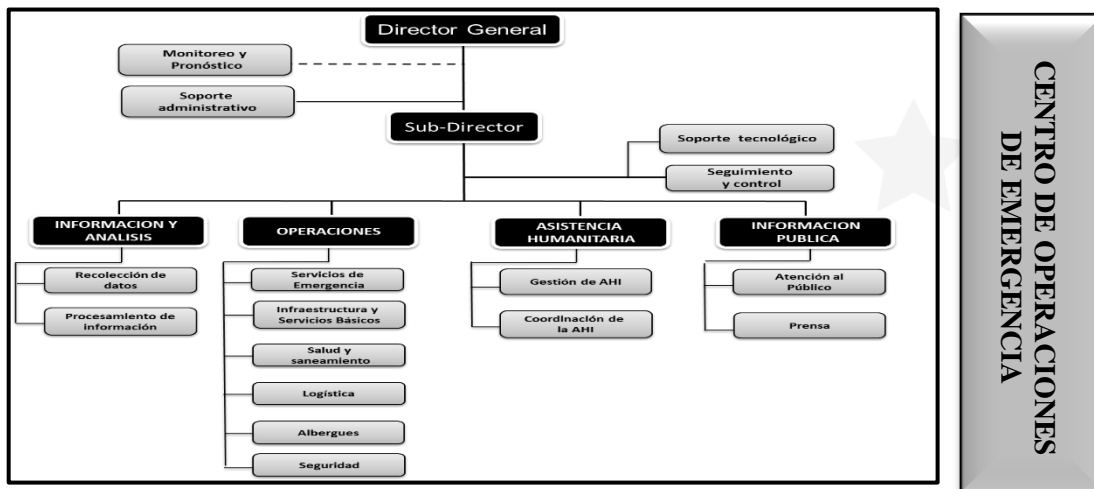 Director General
Monitoreo y
Pronóstico
Soporte
administrativo
Sub-Director
Soporte tecnológico
Seguimiento
y control
INFORMACION Y
ANALISIS
Recolección de
datos
Procesamiento de
información
OPERACIONES
Servicios de
Emergencia
Infraestructura y
Servicios Básicos
Salud y
saneamiento
Logística
Albergues
Seguridad
ASISTENCIA
HUMANITARIA
Gestión de AHI
Coordinación de
la AHI
INFORMACION
PUBLICA
Atención al
Público
Prensa
CENTRO DE OPERACIONES
DE EMERGENCIA